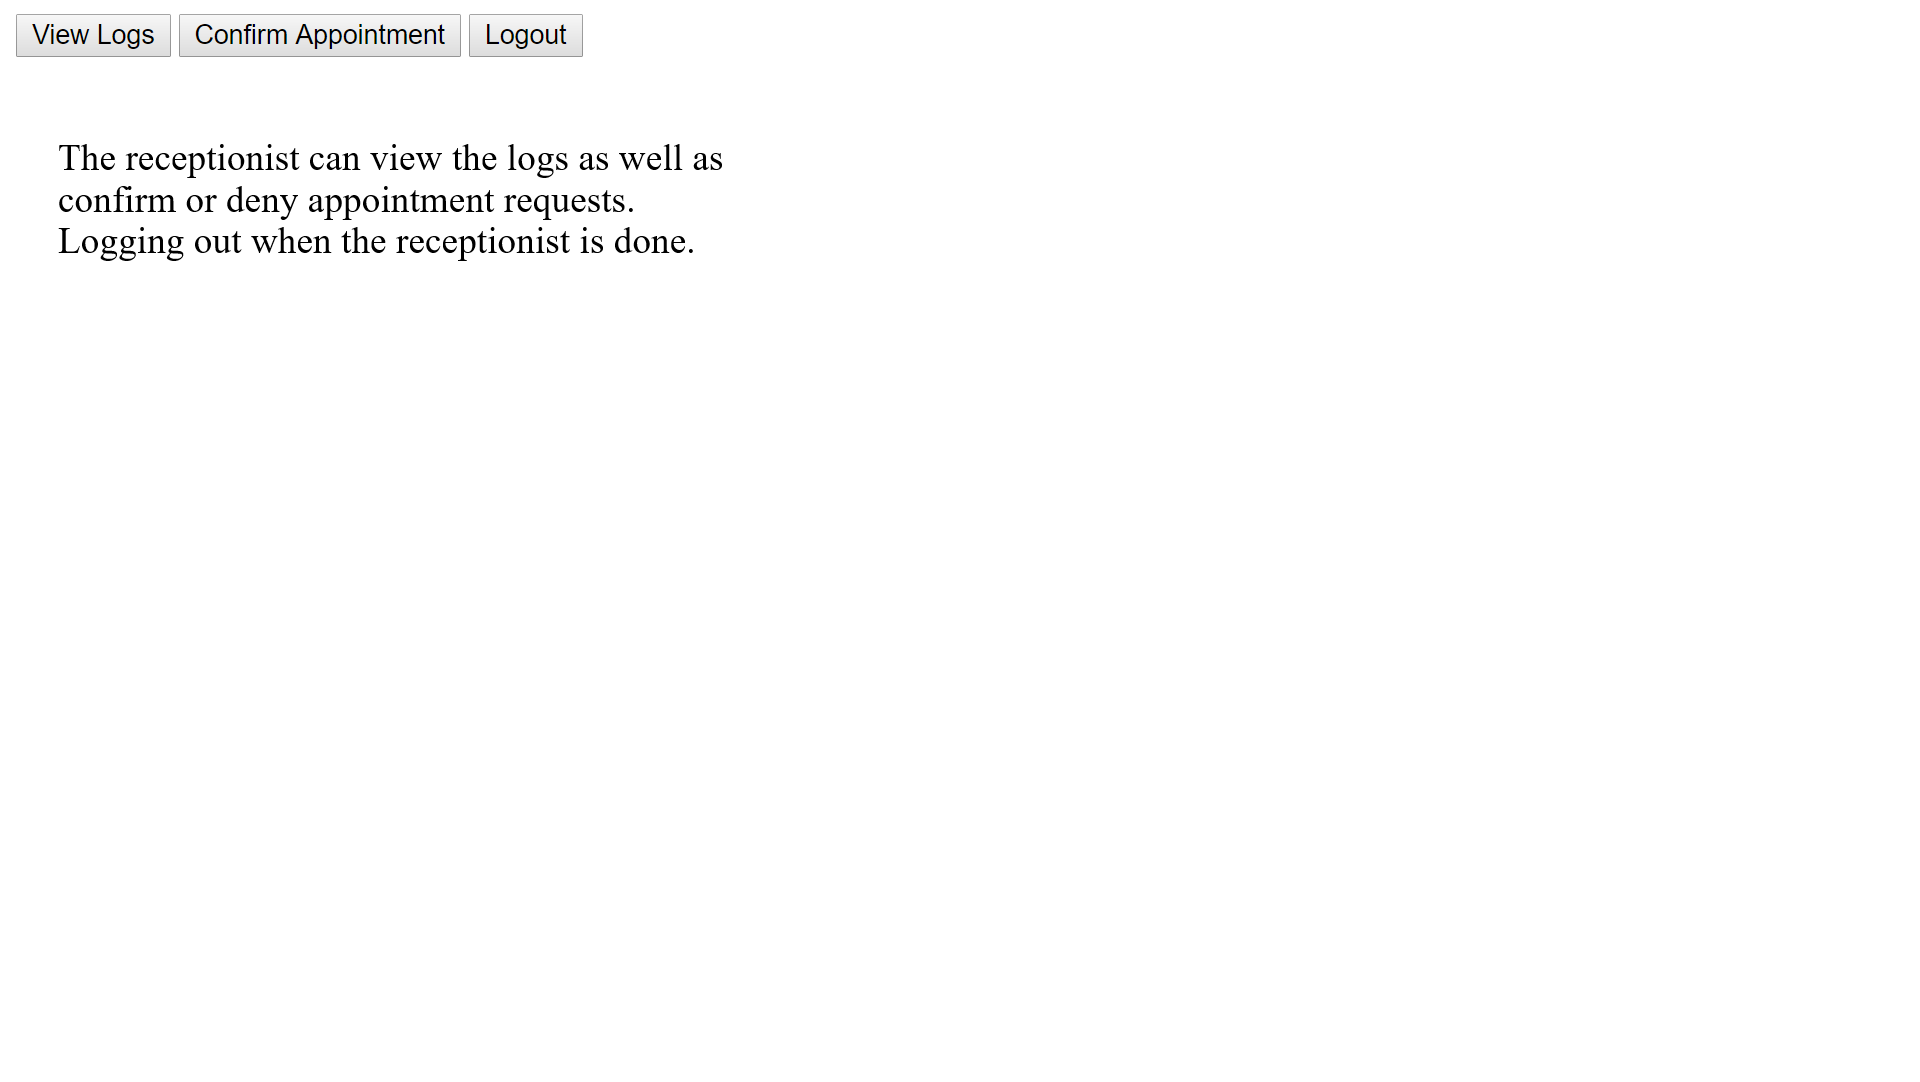 View Logs Confirm Appointment Logout
The receptionist can view the logs as well as
confirm or deny appointment requests.
Logging out when the receptionist is done.